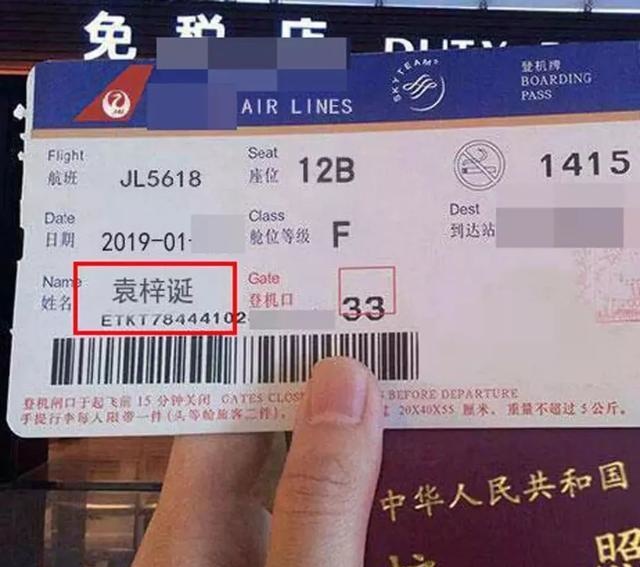 免税店
DUTY
AIR LINES
SKYTEAM
登机牌
BOARDING
PASS
Flight
航班
JL5618
Seat
座位
12B
1415
Date
日期
2019-01-
Class
舱位等级
F
Dest
到达站
Name
姓名
袁梓诞
ETKT78444102
Gate
登机口
33
登机闸口于起飞前15分钟关闭 GATES CLOSE BEFORE DEPARTURE
手提行李每人限带一件(头等舱旅客二件), 过 20X40X55 厘米, 重量不超过5公斤。
中华人民共和国
照